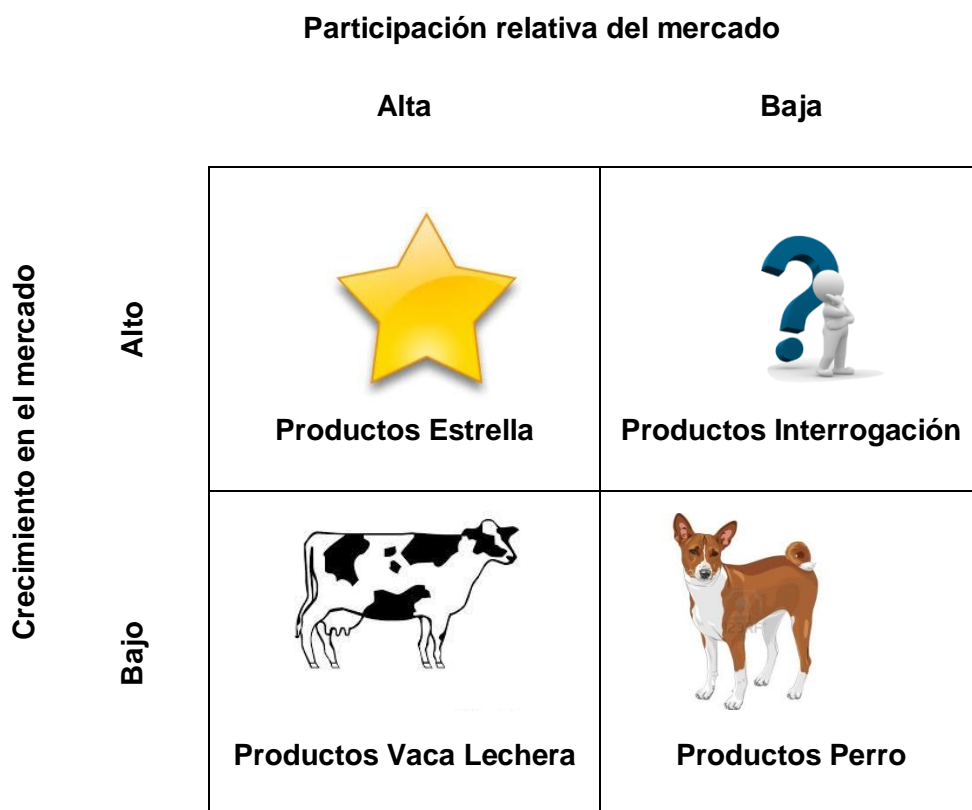 Participación relativa del mercado
Alta
Baja
Crecimiento en el mercado
Alto
Productos Estrella
Productos Interrogación
Bajo
Productos Vaca Lechera
Productos Perro